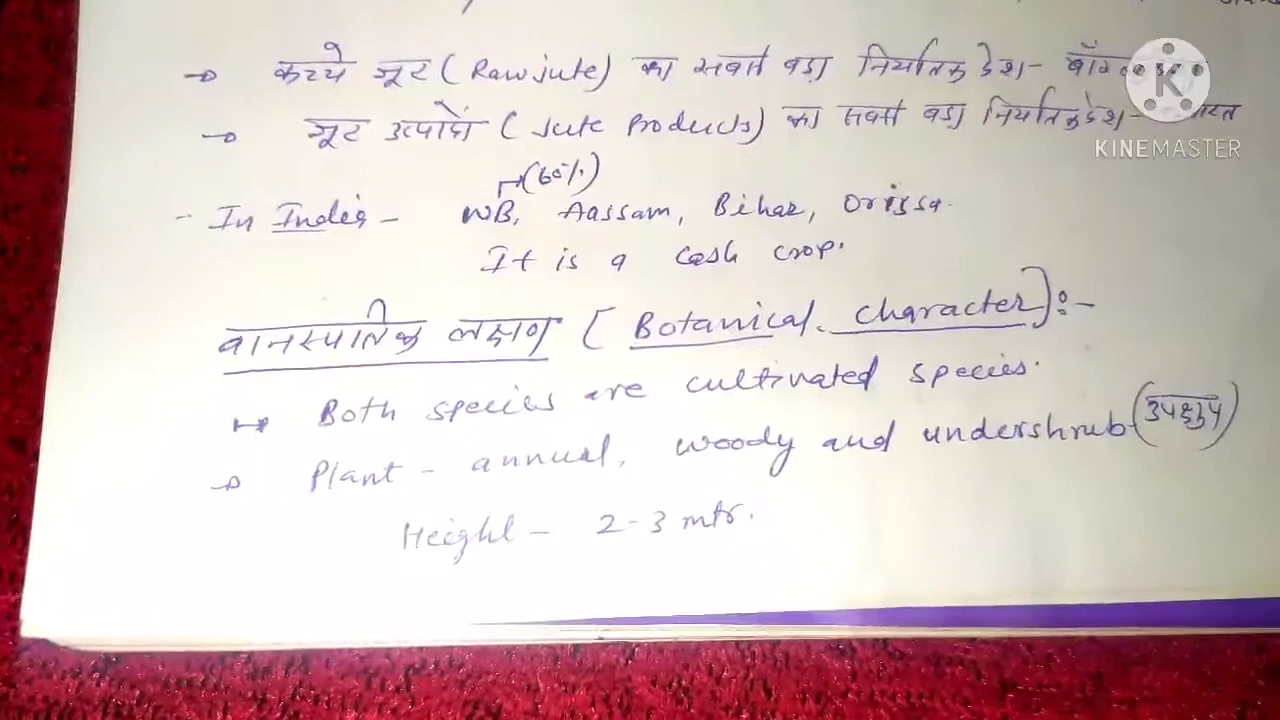 → कच्चे जूट (Raw jute) का सबसे बड़ा निर्यातक देश-
→ जूट उत्पादों (Jute Products) का सबसे बड़ा निर्यातक देश-
KINEMASTER
→(60%)
- In India - WB, Aassam, Bihar, Orissa.
It is a cash crop.
वानस्पतिक लक्षण [Botanical character]:-
→ Both species are cultivated species.
→ Plant - annual, woody and undershrub (उपक्षुप)
Height - 2-3 mtr.